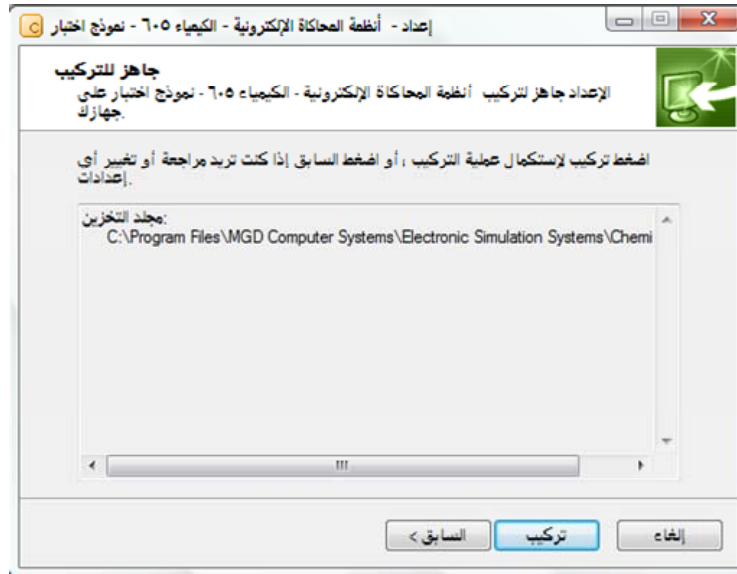 إعداد - أنظمة المحاكاة الإلكترونية - الكيمياء ٦٠٥ - نموذج اختبار
جاهز للتركيب
الإعداد جاهز لتركيب أنظمة المحاكاة الإلكترونية - الكيمياء ٦٠٥ - نموذج اختبار على
جهازك.
اضغط تركيب لإستكمال عملية التركيب ، أو اضغط السابق إذا كنت تريد مراجعة أو تغيير أي
إعدادات.
مجلد التخزين:
C:\Program Files\MGD Computer Systems\Electronic Simulation Systems\Chemi
السابق >
تركيب
إلغاء